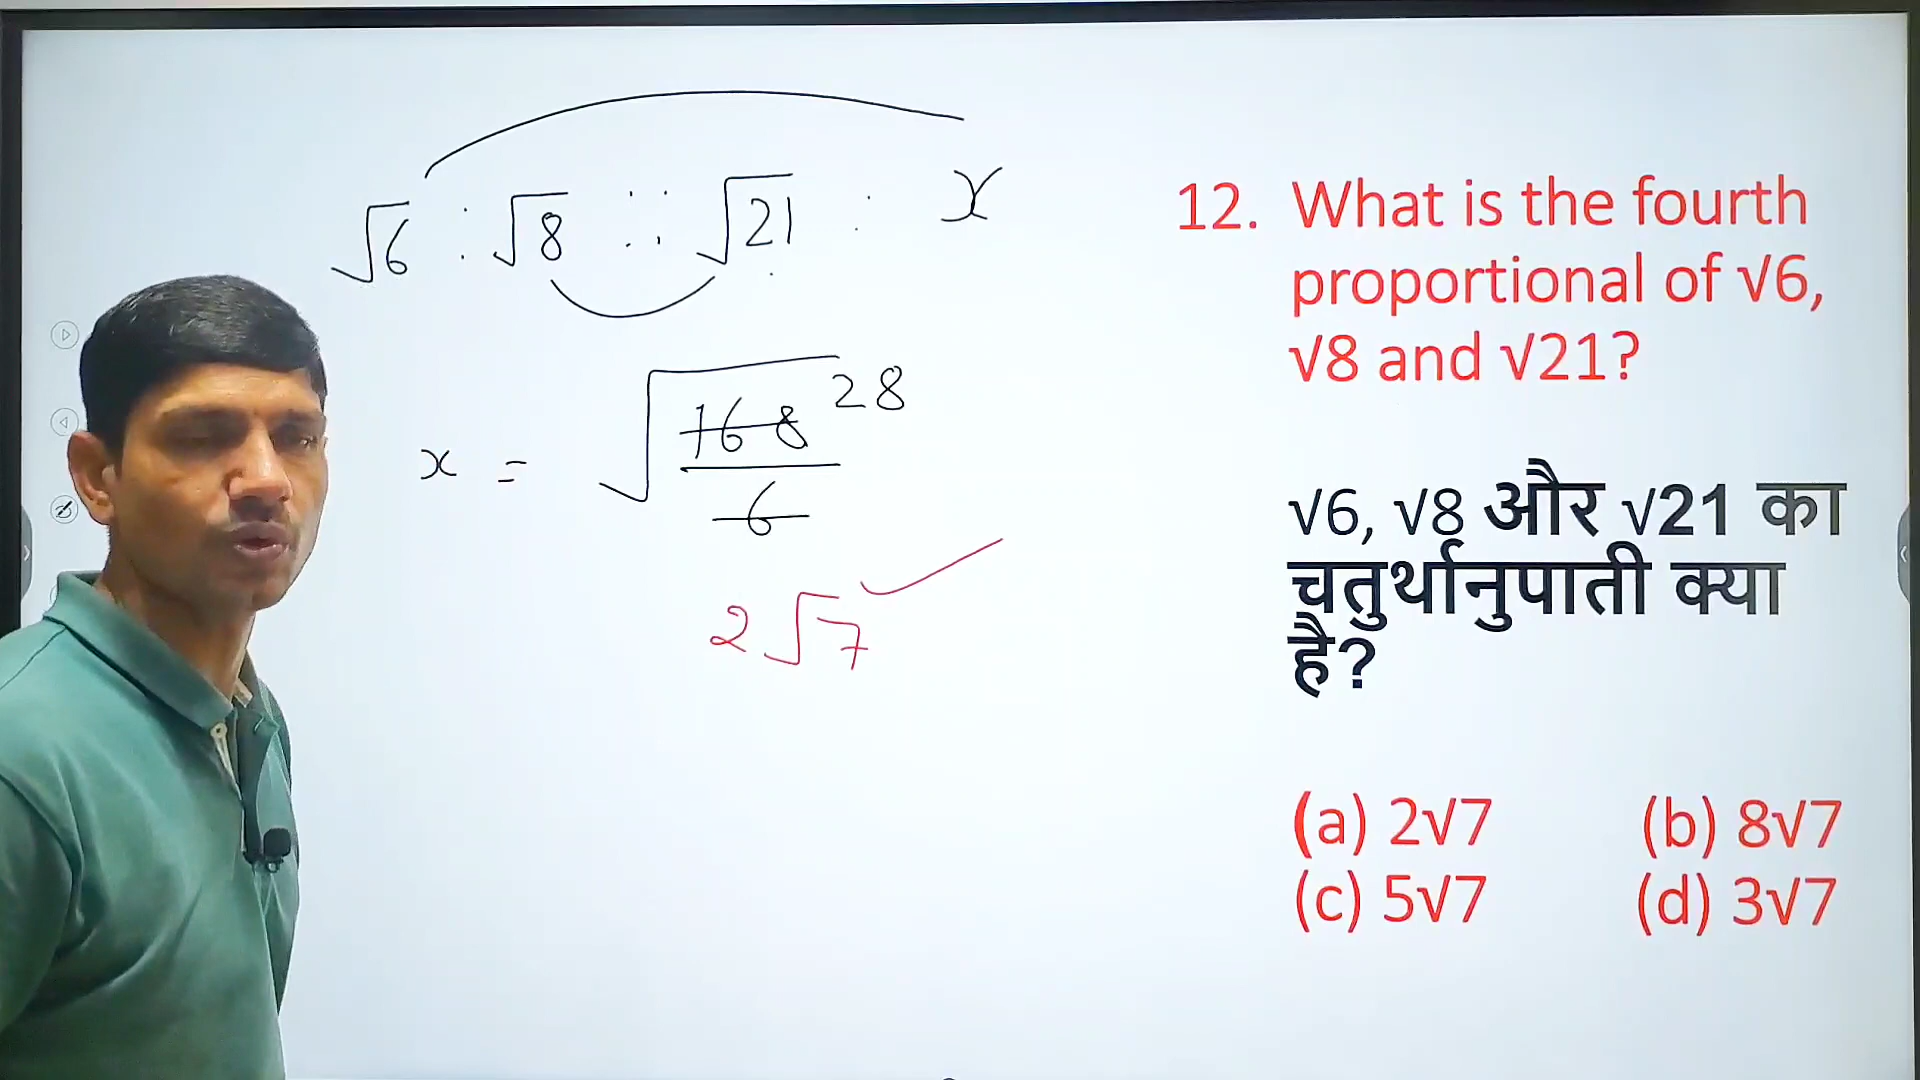 √6 : √8 :: √21 : x
x = √168/6 28
2√7
12. What is the fourth
proportional of √6,
√8 and √21?
√6, √8 और √21 का
चतुर्थानुपाती क्या
है?
(a) 2√7 (b) 8√7
(c) 5√7 (d) 3√7